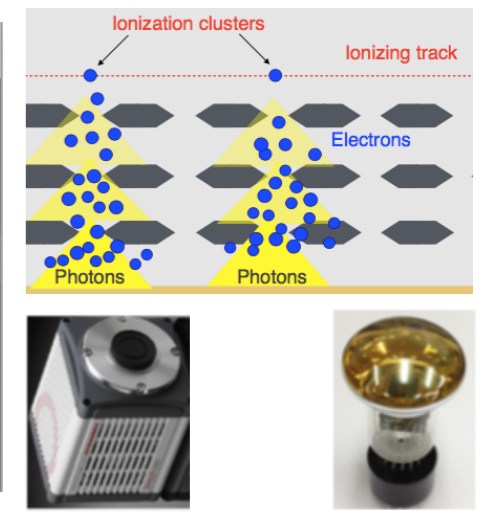 Ionization clusters
Ionizing track
Electrons
Photons
Photons